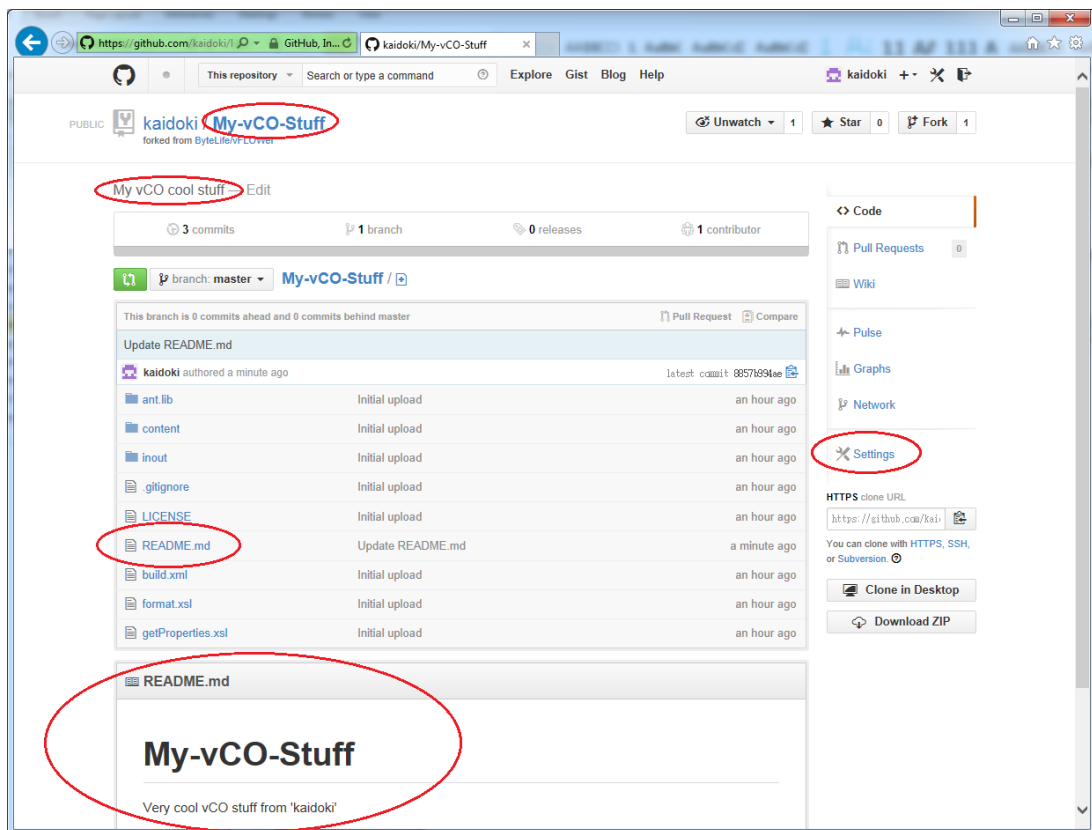 https://github.com/kaidoki/ GitHub, In... kaidoki/My-vCO-Stuff
This repository Search or type a command Explore Gist Blog Help kaidoki
PUBLIC kaidoki / My-vCO-Stuff Unwatch 1 Star 0 Fork 1
forked from ByteLife/vFLOWer
My vCO cool stuff — Edit
3 commits 1 branch 0 releases 1 contributor
branch: master My-vCO-Stuff /
This branch is 0 commits ahead and 0 commits behind master Pull Request Compare
Update README.md
kaidoki authored a minute ago latest commit 8857b994ae
ant.lib Initial upload an hour ago
content Initial upload an hour ago
inout Initial upload an hour ago
.gitignore Initial upload an hour ago
LICENSE Initial upload an hour ago
README.md Update README.md a minute ago
build.xml Initial upload an hour ago
format.xsl Initial upload an hour ago
getProperties.xsl Initial upload an hour ago
README.md
My-vCO-Stuff
Very cool vCO stuff from 'kaidoki'
Code
Pull Requests 0
Wiki
Pulse
Graphs
Network
Settings
HTTPS clone URL
https://github.com/kai
You can clone with HTTPS, SSH,
or Subversion.
Clone in Desktop
Download ZIP